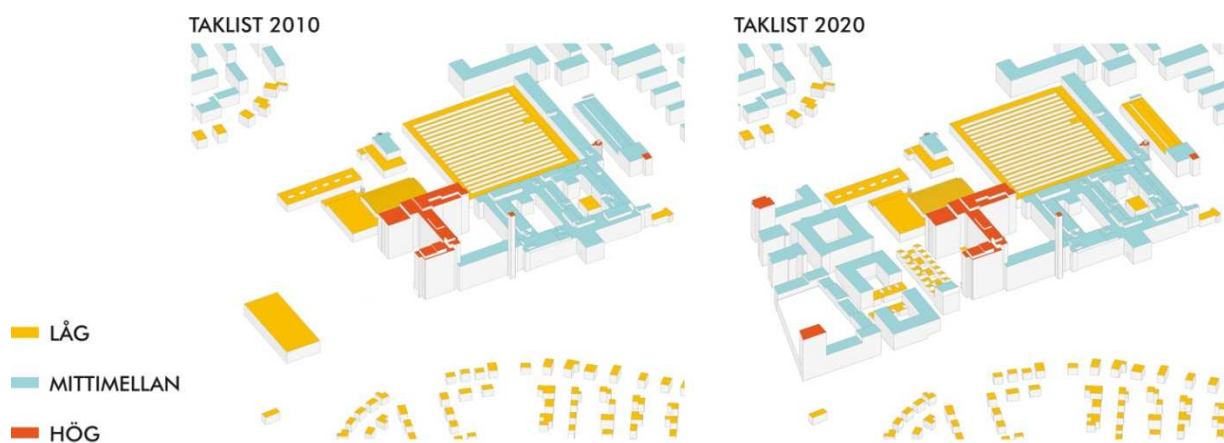 TAKLIST 2010
TAKLIST 2020
LÅG
MITTIMELLAN
HÖG